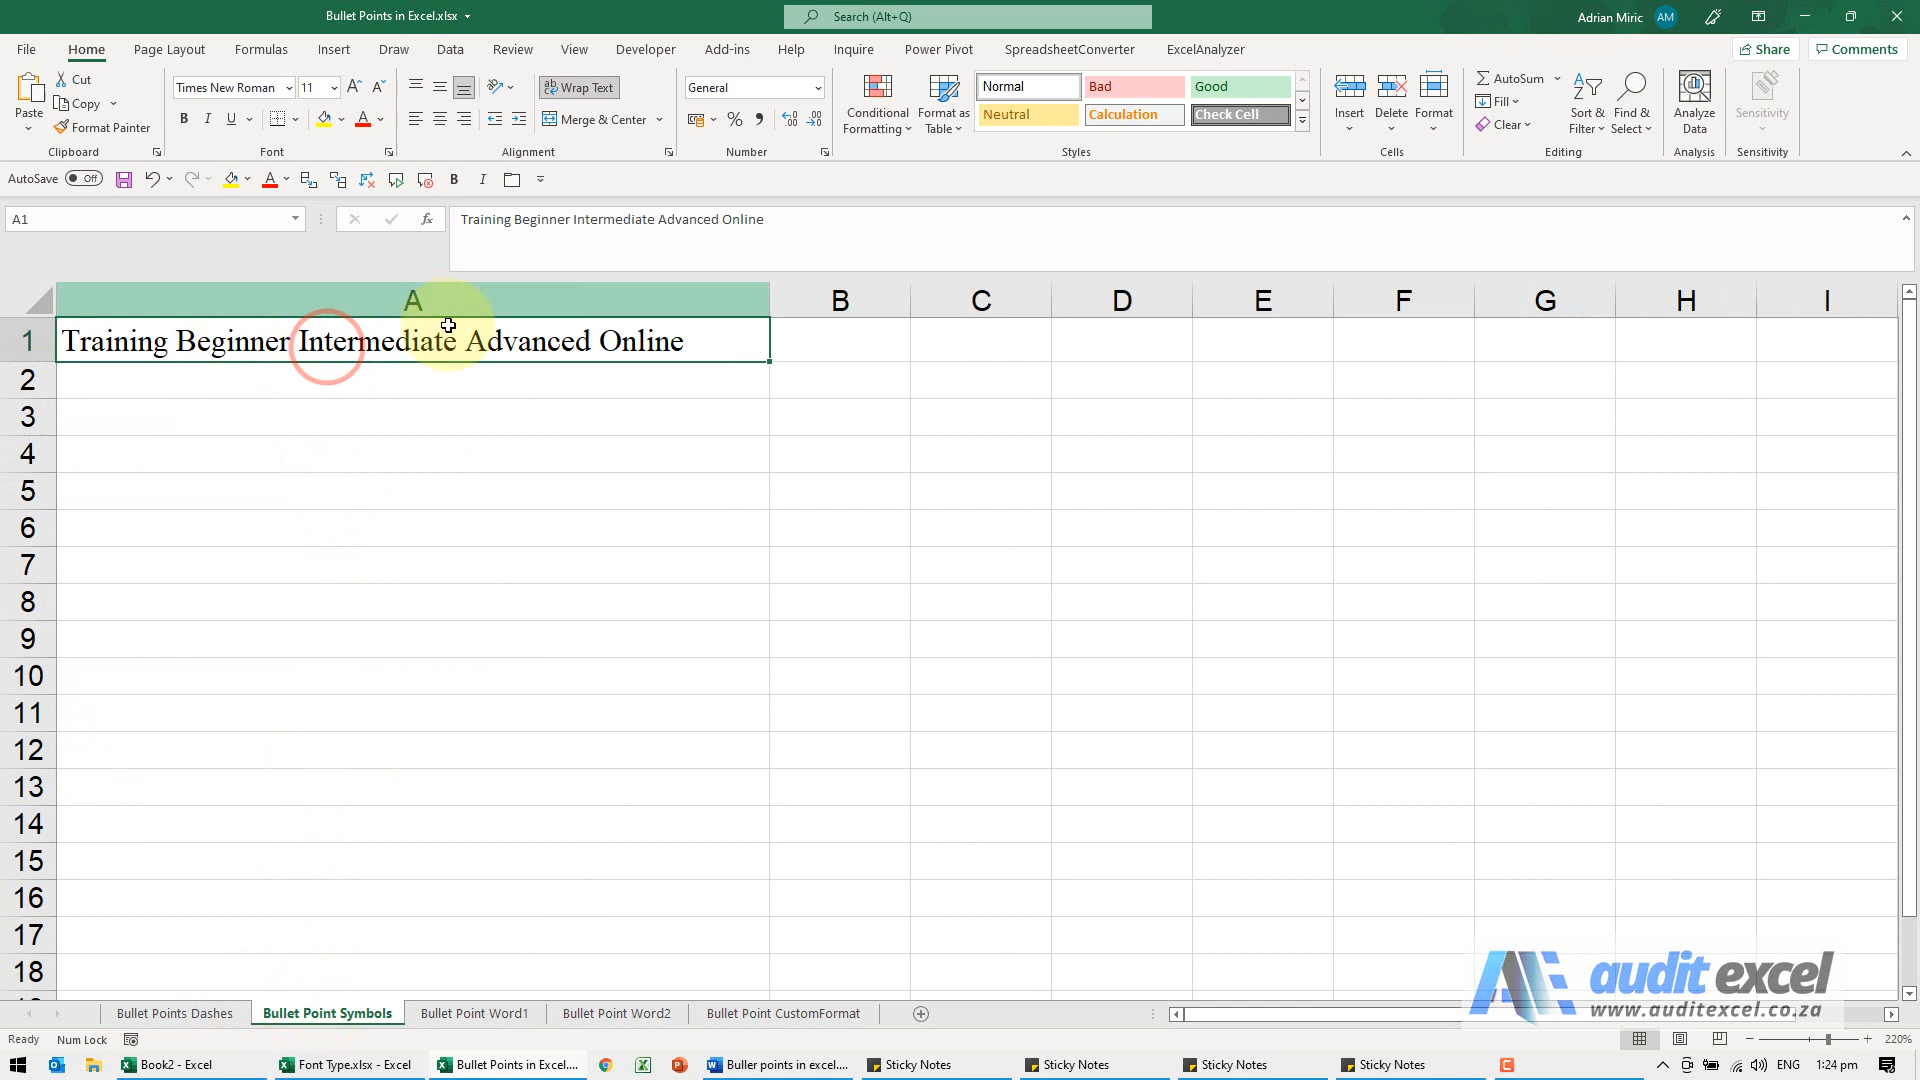 Bullet Points in Excel.xlsx
Search (Alt+Q)
Adrian Miric AM
File Home Page Layout Formulas Insert Draw Data Review View Developer Add-ins Help Inquire Power Pivot SpreadsheetConverter ExcelAnalyzer Share Comments
Paste
Cut
Copy
Format Painter
Clipboard
Times New Roman 11
B I U
Font
Wrap Text
Merge & Center
Alignment
General
Number
Conditional Formatting
Format as Table
Normal Bad Good
Neutral Calculation Check Cell
Styles
Insert Delete Format
Cells
AutoSum
Fill
Clear
Sort & Filter
Find & Select
Editing
Analyze Data
Analysis
Sensitivity
Sensitivity
AutoSave Off
B I
A1
fx
Training Beginner Intermediate Advanced Online
A B C D E F G H I
1 Training Beginner Intermediate Advanced Online
2
3
4
5
6
7
8
9
10
11
12
13
14
15
16
17
18
audit excel
www.auditexcel.co.za
Bullet Points Dashes Bullet Point Symbols Bullet Point Word1 Bullet Point Word2 Bullet Point CustomFormat
Ready Num Lock 220%
Book2 - Excel Font Type.xlsx - Excel Bullet Points in Excel.... Buller points in excel.... Sticky Notes Sticky Notes Sticky Notes Sticky Notes ENG 1:24 pm